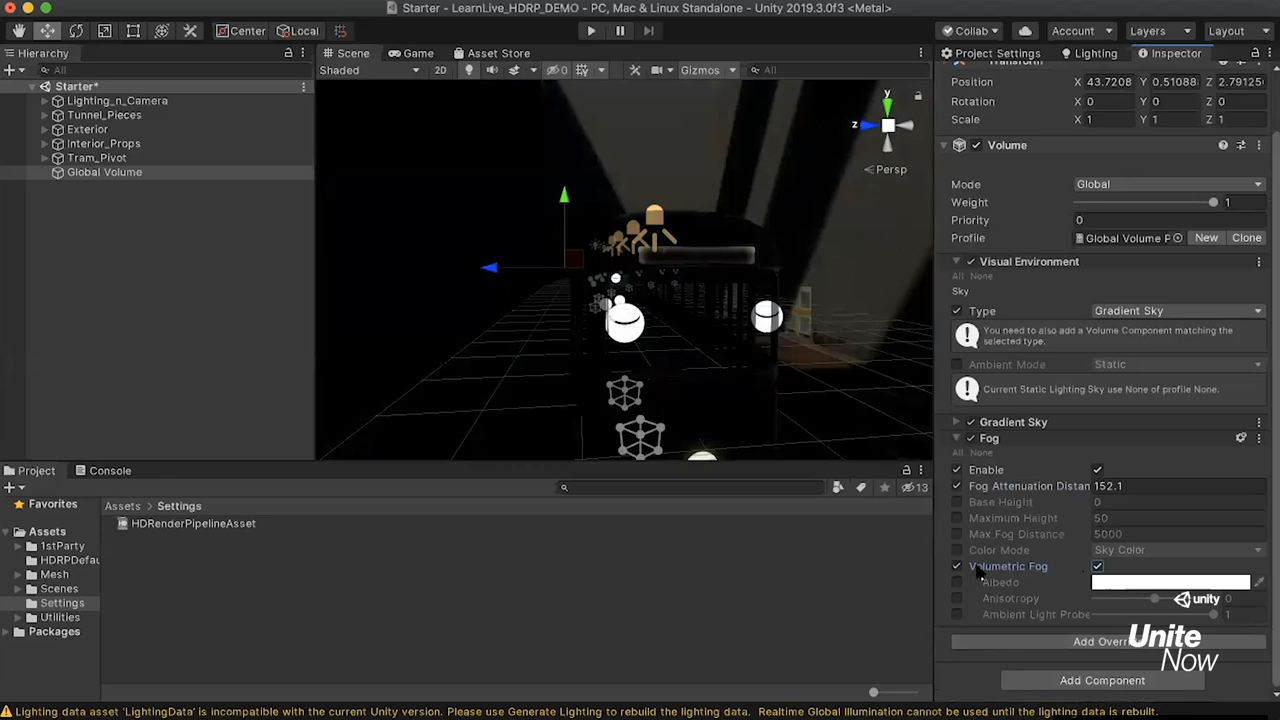 Starter - LearnLive_HDRP_DEMO - PC, Mac & Linux Standalone - Unity 2019.3.0f3 <Metal>
Center
Local
Collab
Account
Layers
Layout
Hierarchy
Scene
Game
Asset Store
Project Settings
Lighting
Inspector
All
Shaded
2D
0
Gizmos
All
Transform
Starter*
Lighting_n_Camera
Tunnel_Pieces
Exterior
Interior_Props
Tram_Pivot
Global Volume
y
z
Persp
Position X 43.7208 Y 0.51088 Z 2.7912
Rotation X 0 Y 0 Z 0
Scale X 1 Y 1 Z 1
Volume
Mode Global
Weight 1
Priority 0
Profile Global Volume P New Clone
Visual Environment
All None
Sky
Type Gradient Sky
You need to also add a Volume Component matching the
selected type.
Ambient Mode Static
Current Static Lighting Sky use None of profile None.
Gradient Sky
Fog
All None
Enable
Fog Attenuation Distan 152.1
Base Height 0
Maximum Height 50
Max Fog Distance 5000
Color Mode Sky Color
Volumetric Fog
Albedo
Anisotropy 0
Ambient Light Probe 1
unity
Add Overri
Unite
Now
Add Component
Project
Console
13
Favorites
Assets
1stParty
HDRPDefau
Mesh
Scenes
Settings
Utilities
Packages
Assets > Settings
HDRenderPipelineAsset
Lighting data asset 'LightingData' is incompatible with the current Unity version. Please use Generate Lighting to rebuild the lighting data. Realtime Global Illumination cannot be used until the lighting data is rebuilt.